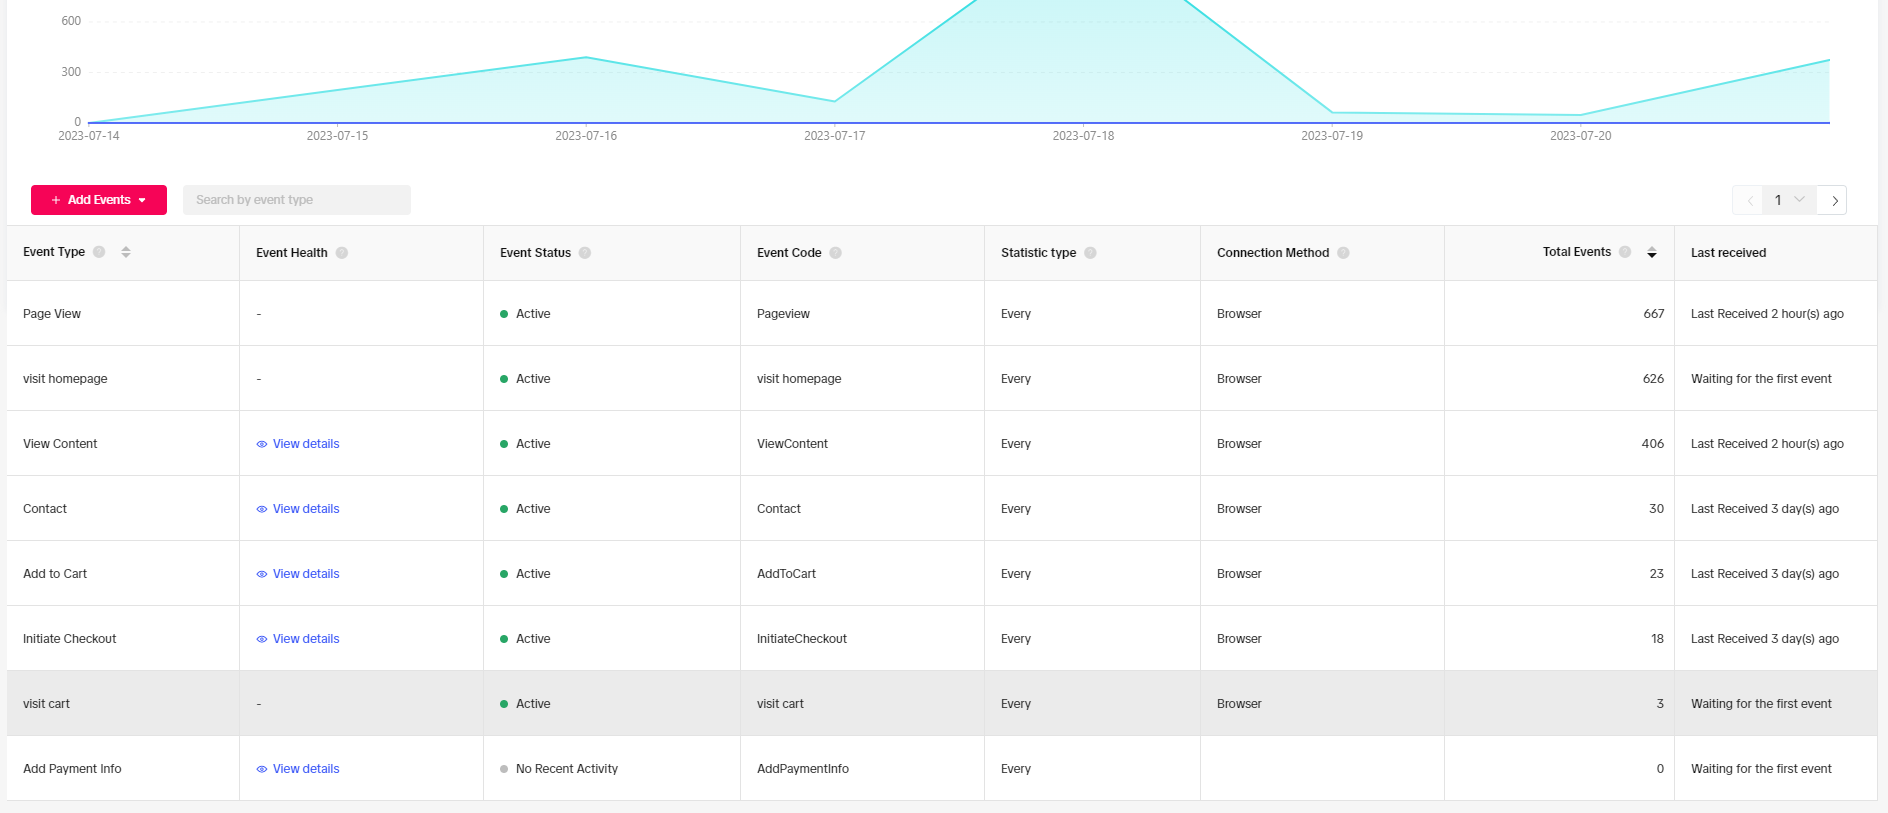 600
300
0
2023-07-14 2023-07-15 2023-07-16 2023-07-17 2023-07-18 2023-07-19 2023-07-20
+ Add Events Search by event type 1
Event Type Event Health Event Status Event Code Statistic type Connection Method Total Events Last received
Page View - Active Pageview Every Browser 667 Last Received 2 hour(s) ago
visit homepage - Active visit homepage Every Browser 626 Waiting for the first event
View Content View details Active ViewContent Every Browser 406 Last Received 2 hour(s) ago
Contact View details Active Contact Every Browser 30 Last Received 3 day(s) ago
Add to Cart View details Active AddToCart Every Browser 23 Last Received 3 day(s) ago
Initiate Checkout View details Active InitiateCheckout Every Browser 18 Last Received 3 day(s) ago
visit cart - Active visit cart Every Browser 3 Waiting for the first event
Add Payment Info View details No Recent Activity AddPaymentInfo Every 0 Waiting for the first event